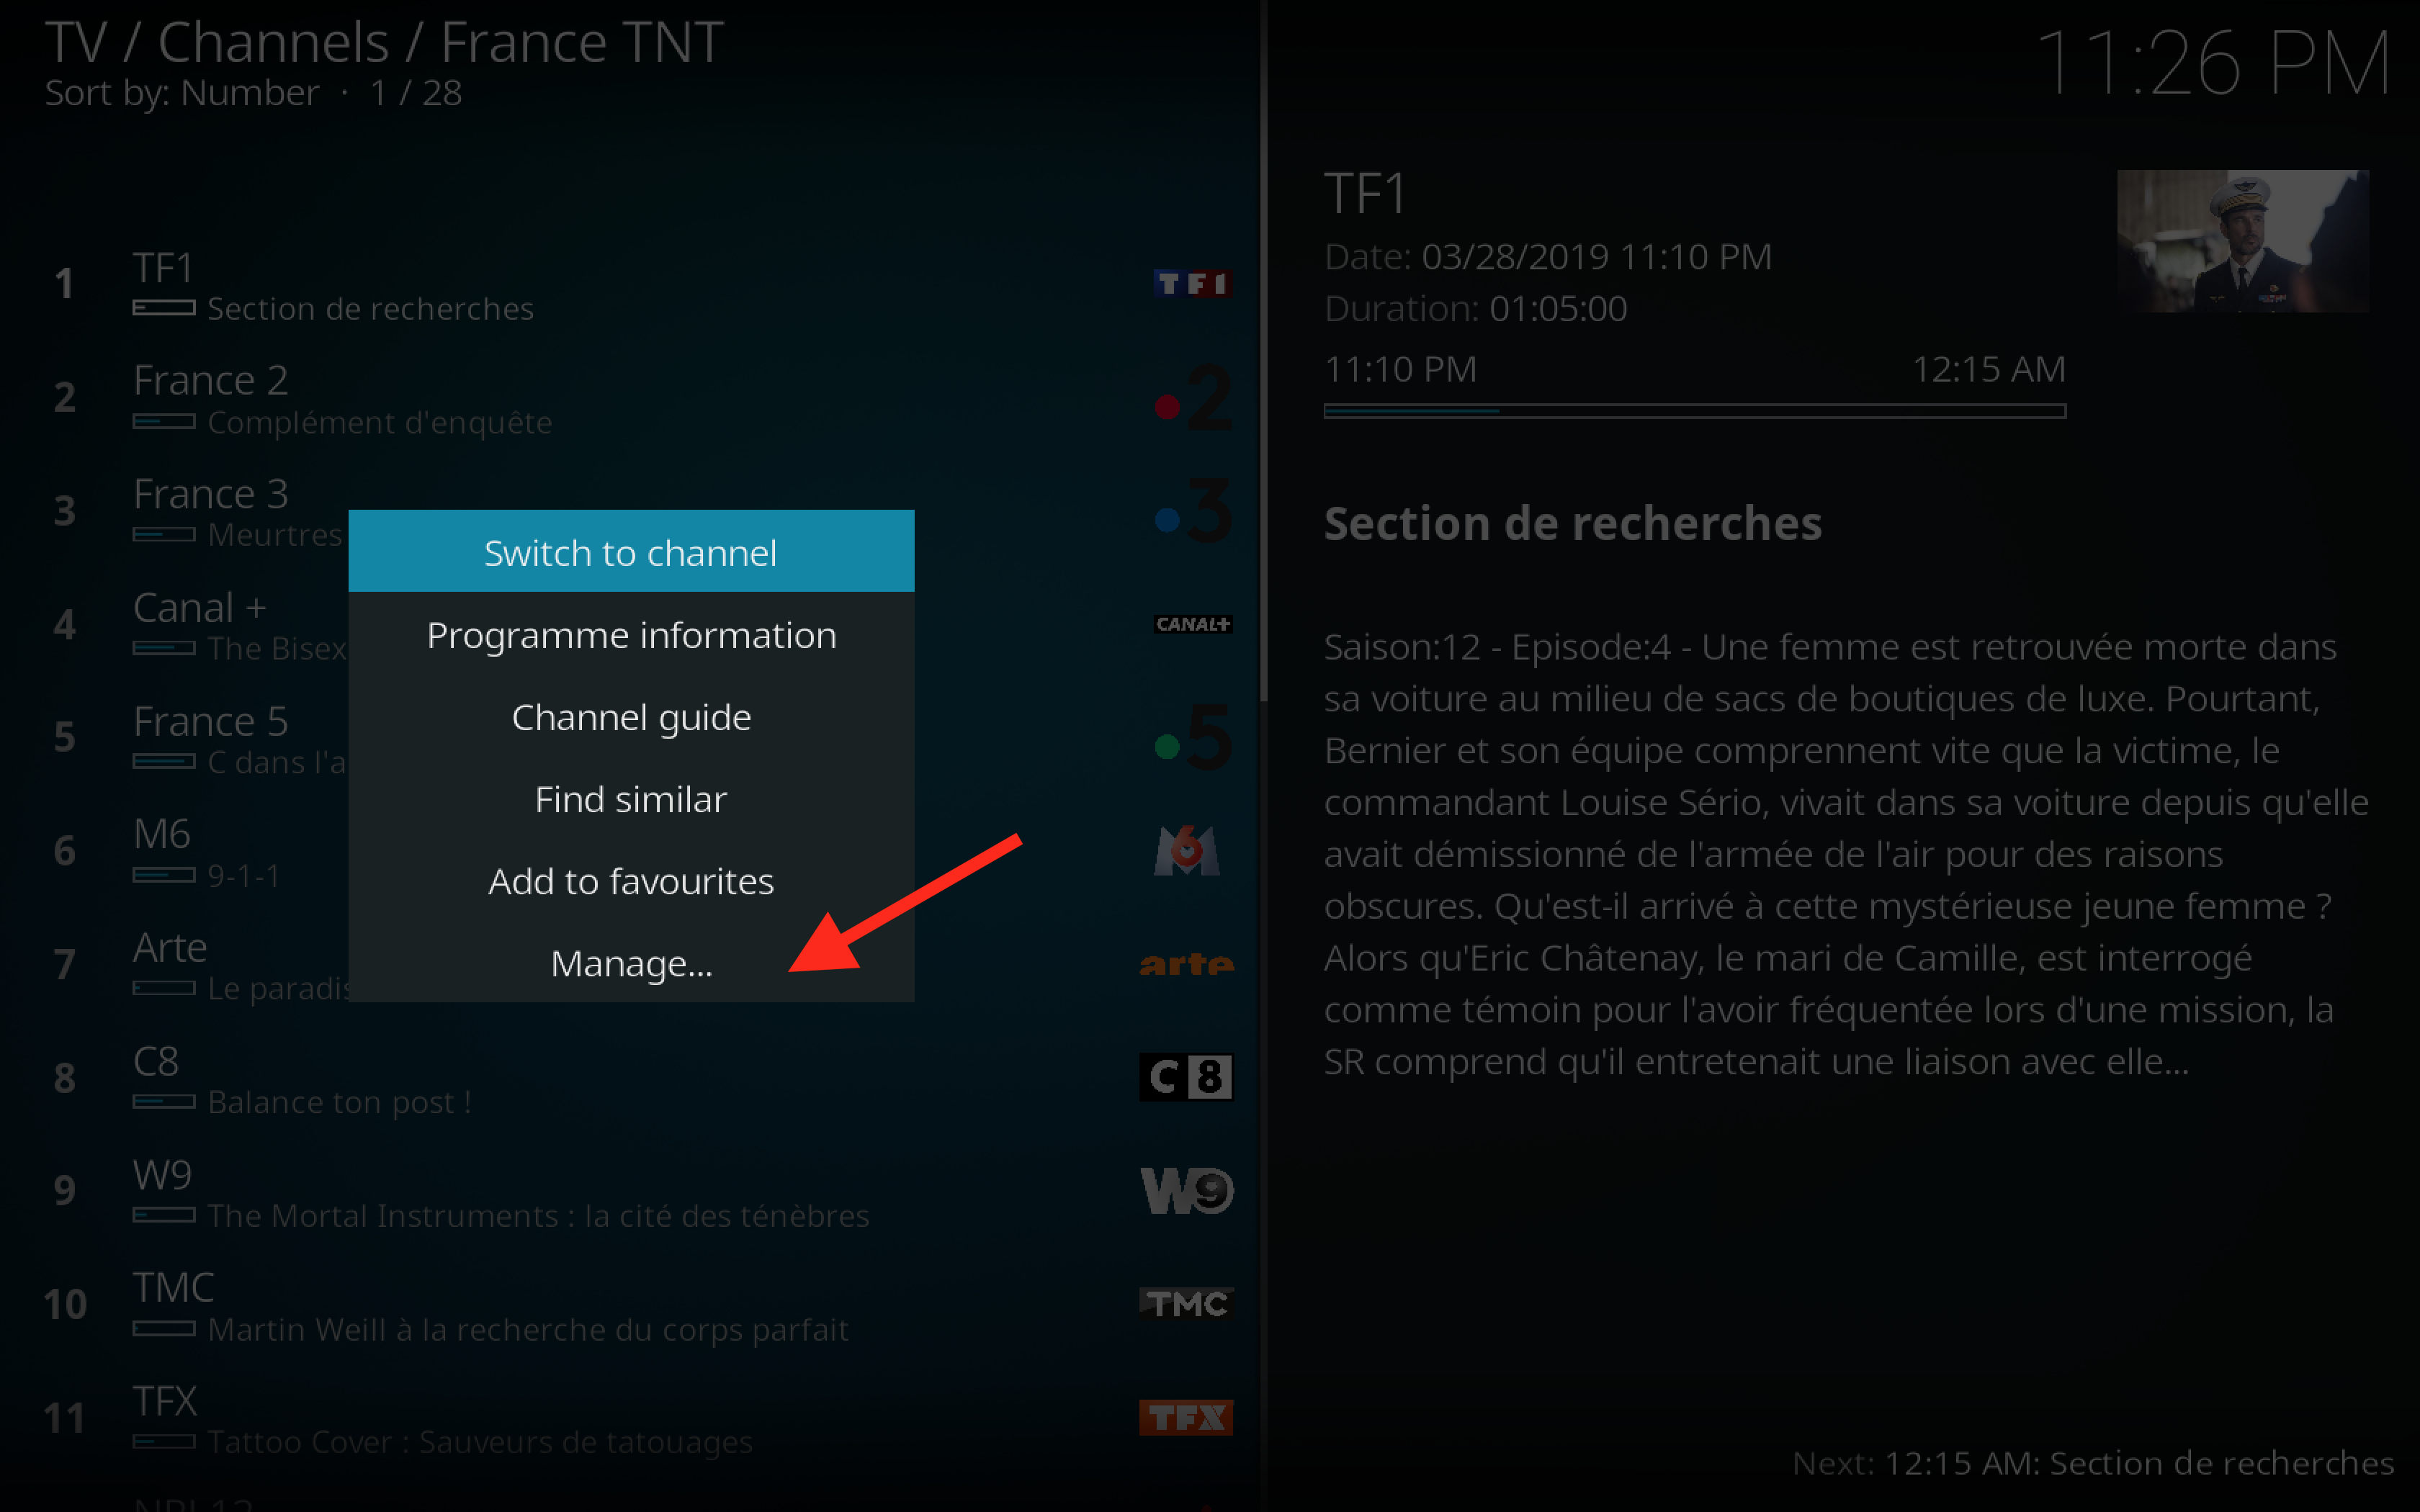 TV / Channels / France TNT
Sort by: Number · 1 / 28
11:26 PM
1
TF1
Section de recherches
TF1
2
France 2
Complément d'enquête
2
3
France 3
Meurtres
3
4
Canal +
The Bisex
CANAL+
5
France 5
C dans l'a
5
6
M6
9-1-1
M6
7
Arte
Le paradis
arte
8
C8
Balance ton post !
C8
9
W9
The Mortal Instruments : la cité des ténèbres
W9
10
TMC
Martin Weill à la recherche du corps parfait
TMC
11
TFX
Tattoo Cover : Sauveurs de tatouages
TFX
Switch to channel
Programme information
Channel guide
Find similar
Add to favourites
Manage...
TF1
Date: 03/28/2019 11:10 PM
Duration: 01:05:00
11:10 PM 12:15 AM
Section de recherches
Saison:12 - Episode:4 - Une femme est retrouvée morte dans
sa voiture au milieu de sacs de boutiques de luxe. Pourtant,
Bernier et son équipe comprennent vite que la victime, le
commandant Louise Sério, vivait dans sa voiture depuis qu'elle
avait démissionné de l'armée de l'air pour des raisons
obscures. Qu'est-il arrivé à cette mystérieuse jeune femme ?
Alors qu'Eric Châtenay, le mari de Camille, est interrogé
comme témoin pour l'avoir fréquentée lors d'une mission, la
SR comprend qu'il entretenait une liaison avec elle...
Next: 12:15 AM: Section de recherches